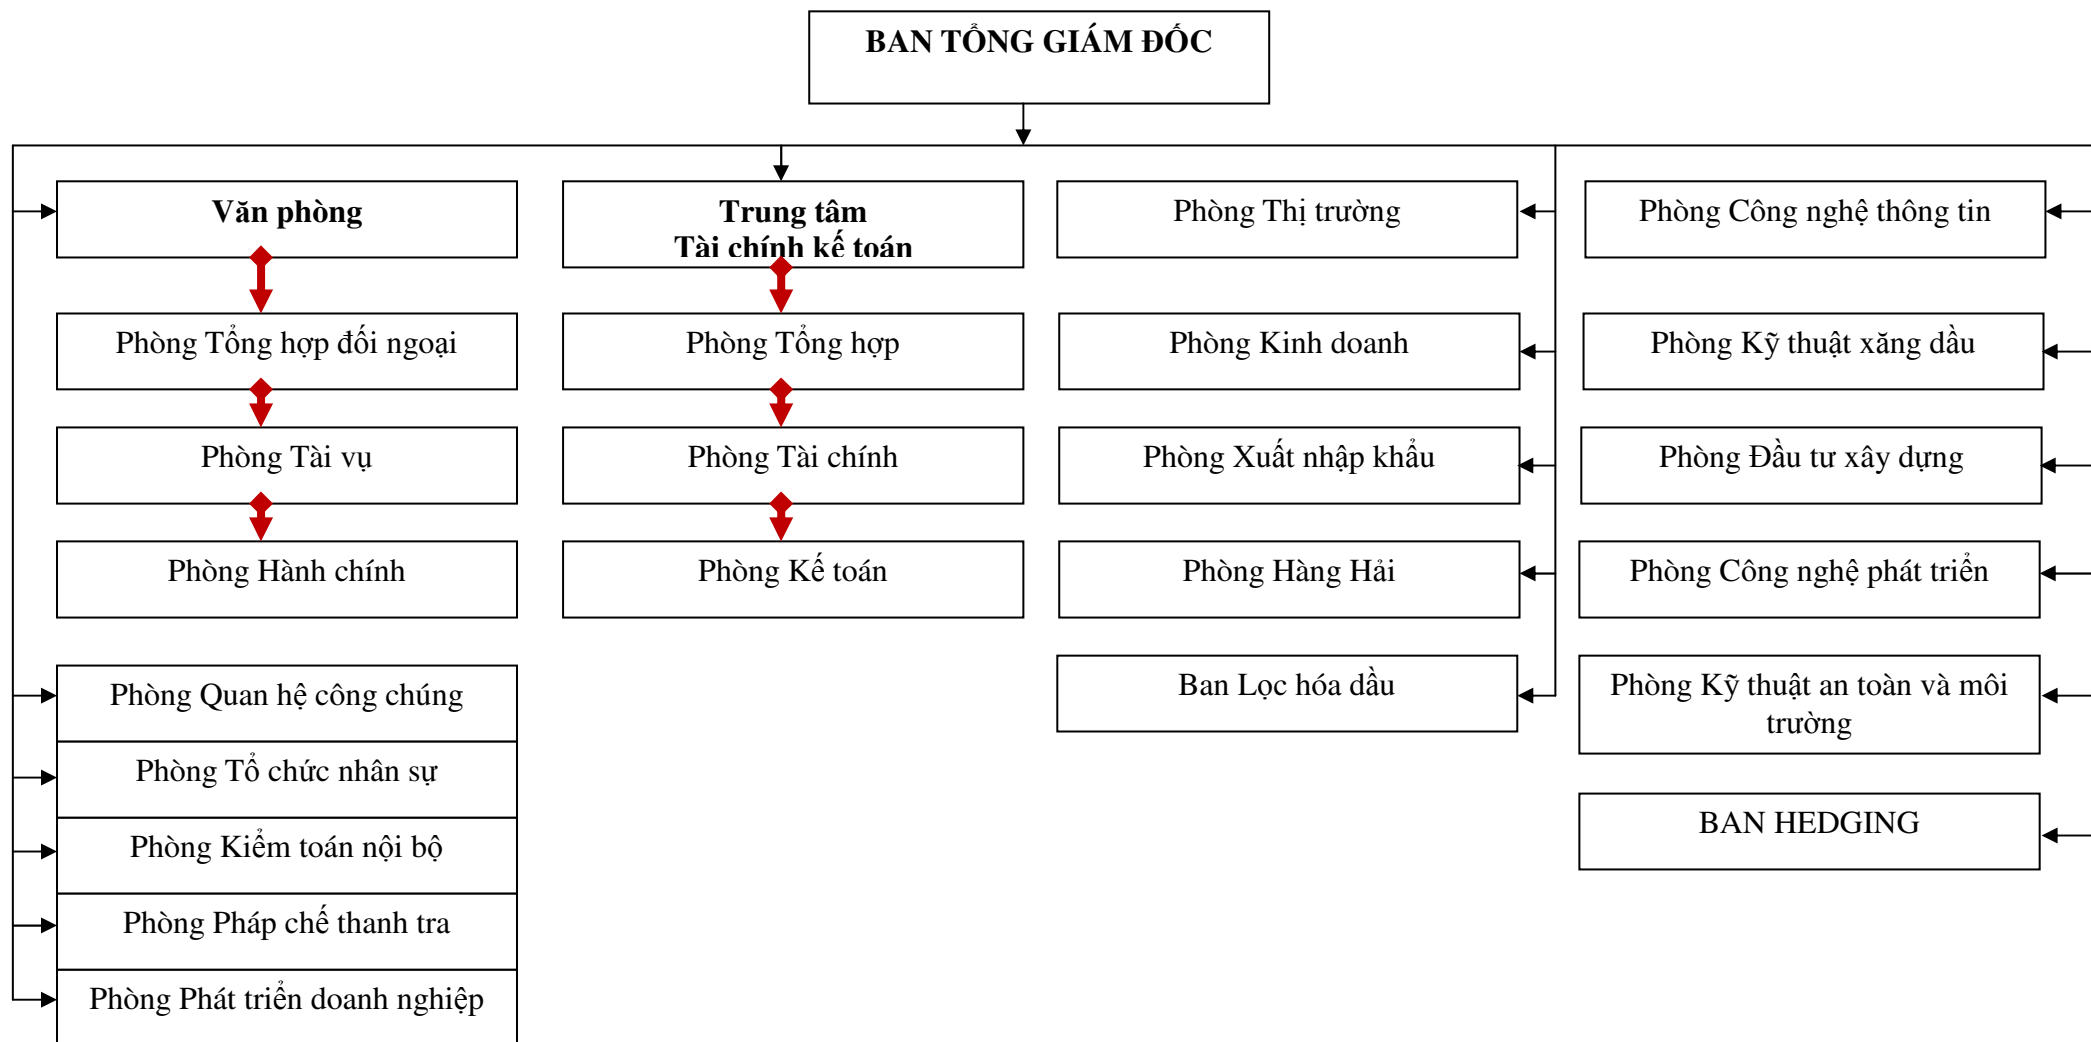 BAN TỔNG GIÁM ĐỐC
Văn phòng
Trung tâm
Tài chính kế toán
Phòng Thị trường
Phòng Công nghệ thông tin
Phòng Tổng hợp đối ngoại
Phòng Tổng hợp
Phòng Kinh doanh
Phòng Kỹ thuật xăng dầu
Phòng Tài vụ
Phòng Tài chính
Phòng Xuất nhập khẩu
Phòng Đầu tư xây dựng
Phòng Hành chính
Phòng Kế toán
Phòng Hàng Hải
Phòng Công nghệ phát triển
Phòng Quan hệ công chúng
Ban Lọc hóa dầu
Phòng Kỹ thuật an toàn và môi
trường
Phòng Tổ chức nhân sự
Phòng Kiểm toán nội bộ
BAN HEDGING
Phòng Pháp chế thanh tra
Phòng Phát triển doanh nghiệp